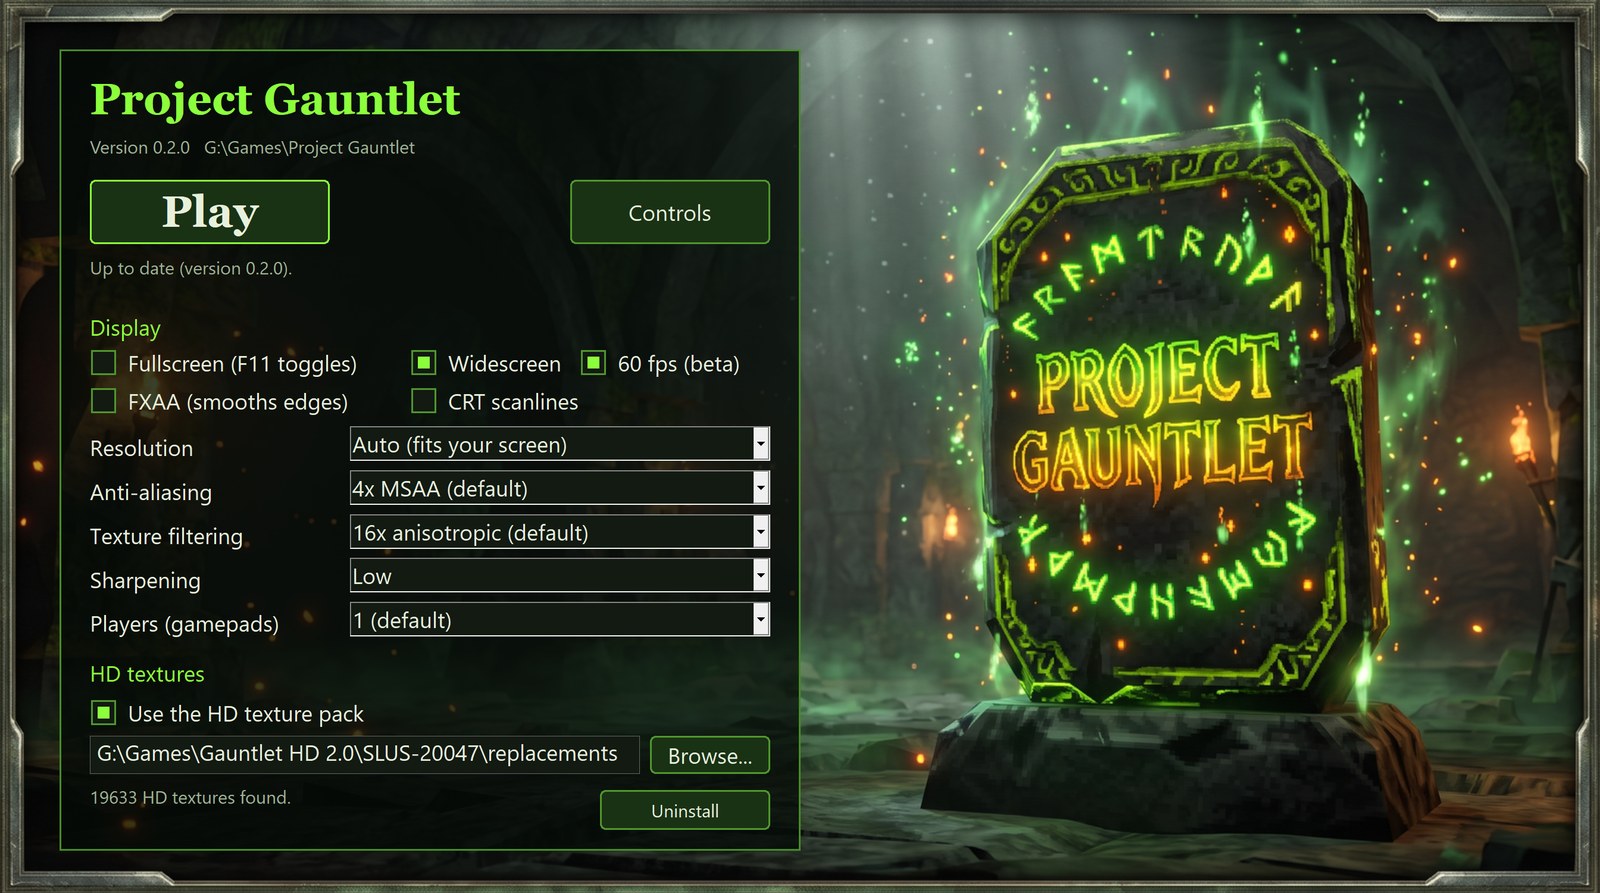 Project Gauntlet
Version 0.2.0   G:\Games\Project Gauntlet
Play
Controls
Up to date (version 0.2.0).
Display
Fullscreen (F11 toggles)
Widescreen
60 fps (beta)
FXAA (smooths edges)
CRT scanlines
Resolution
Auto (fits your screen)
Anti-aliasing
4x MSAA (default)
Texture filtering
16x anisotropic (default)
Sharpening
Low
Players (gamepads)
1 (default)
HD textures
Use the HD texture pack
G:\Games\Gauntlet HD 2.0\SLUS-20047\replacements
Browse...
19633 HD textures found.
Uninstall
PROJECT
GAUNTLET